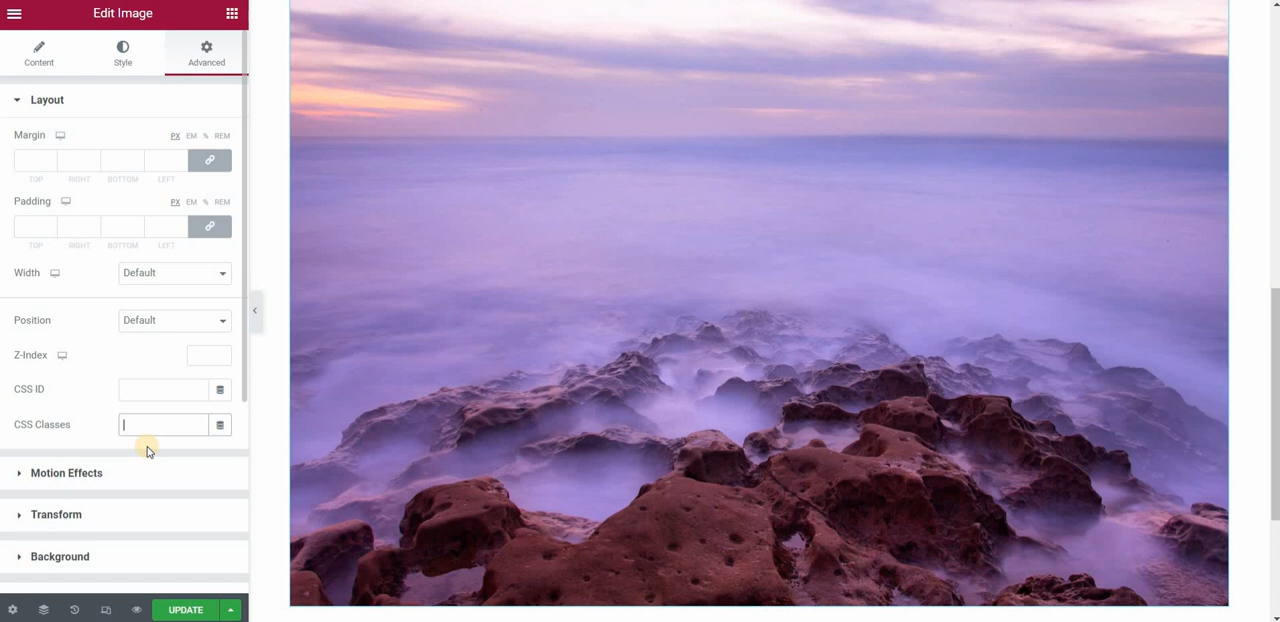 Edit Image
Content
Style
Advanced
Layout
Margin
PX EM % REM
TOP RIGHT BOTTOM LEFT
Padding
PX EM % REM
TOP RIGHT BOTTOM LEFT
Width
Default
Position
Default
Z-Index
CSS ID
CSS Classes
Motion Effects
Transform
Background
UPDATE